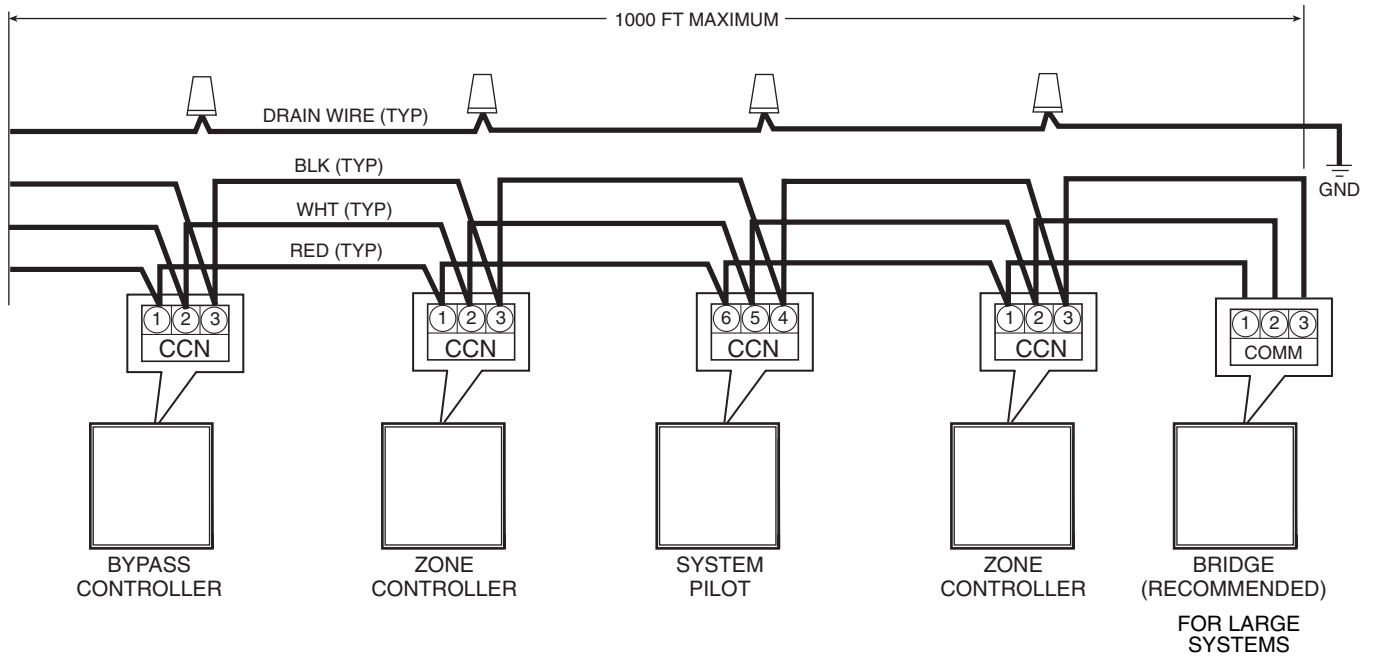 1000 FT MAXIMUM
DRAIN WIRE (TYP)
BLK (TYP)
GND
WHT (TYP)
RED (TYP)
1 2 3
CCN
1 2 3
CCN
6 5 4
CCN
1 2 3
CCN
1 2 3
COMM
BYPASS
CONTROLLER
ZONE
CONTROLLER
SYSTEM
PILOT
ZONE
CONTROLLER
BRIDGE
(RECOMMENDED)
FOR LARGE
SYSTEMS